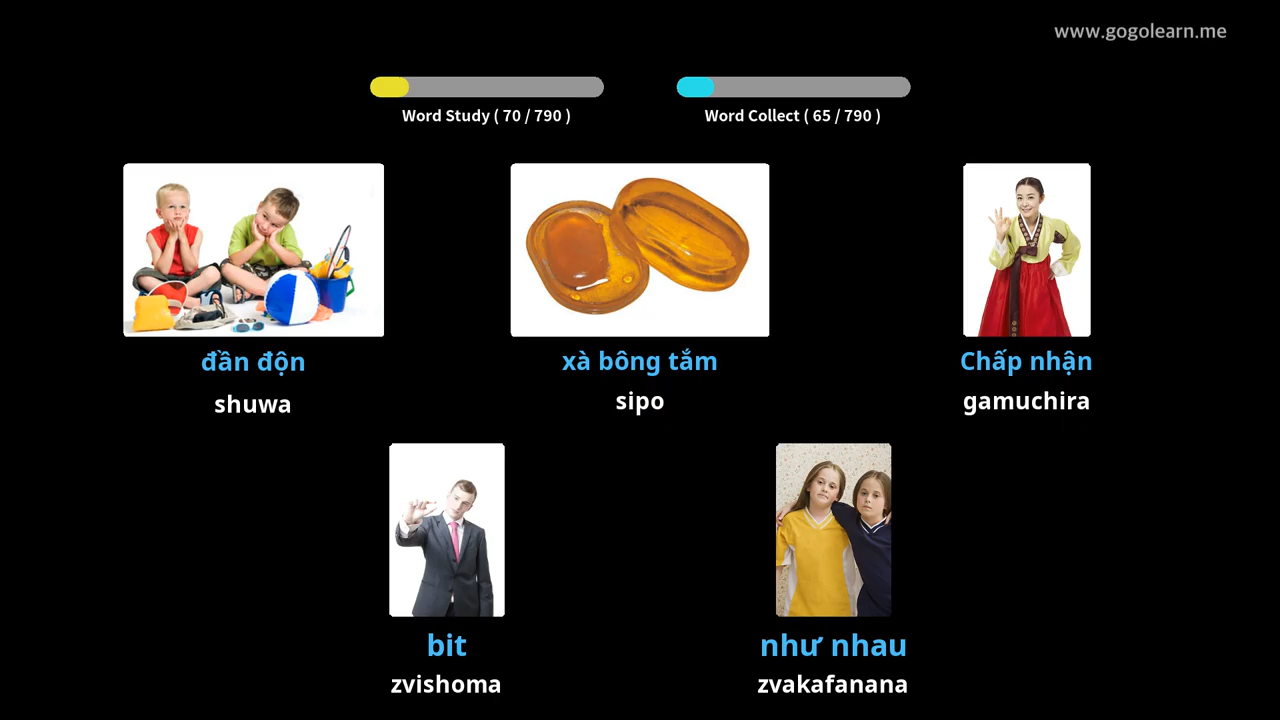 www.gogolearn.me
Word Study ( 70 / 790 )
Word Collect ( 65 / 790 )
đần độn
shuwa
xà bông tắm
sipo
Chấp nhận
gamuchira
bit
zvishoma
như nhau
zvakafanana